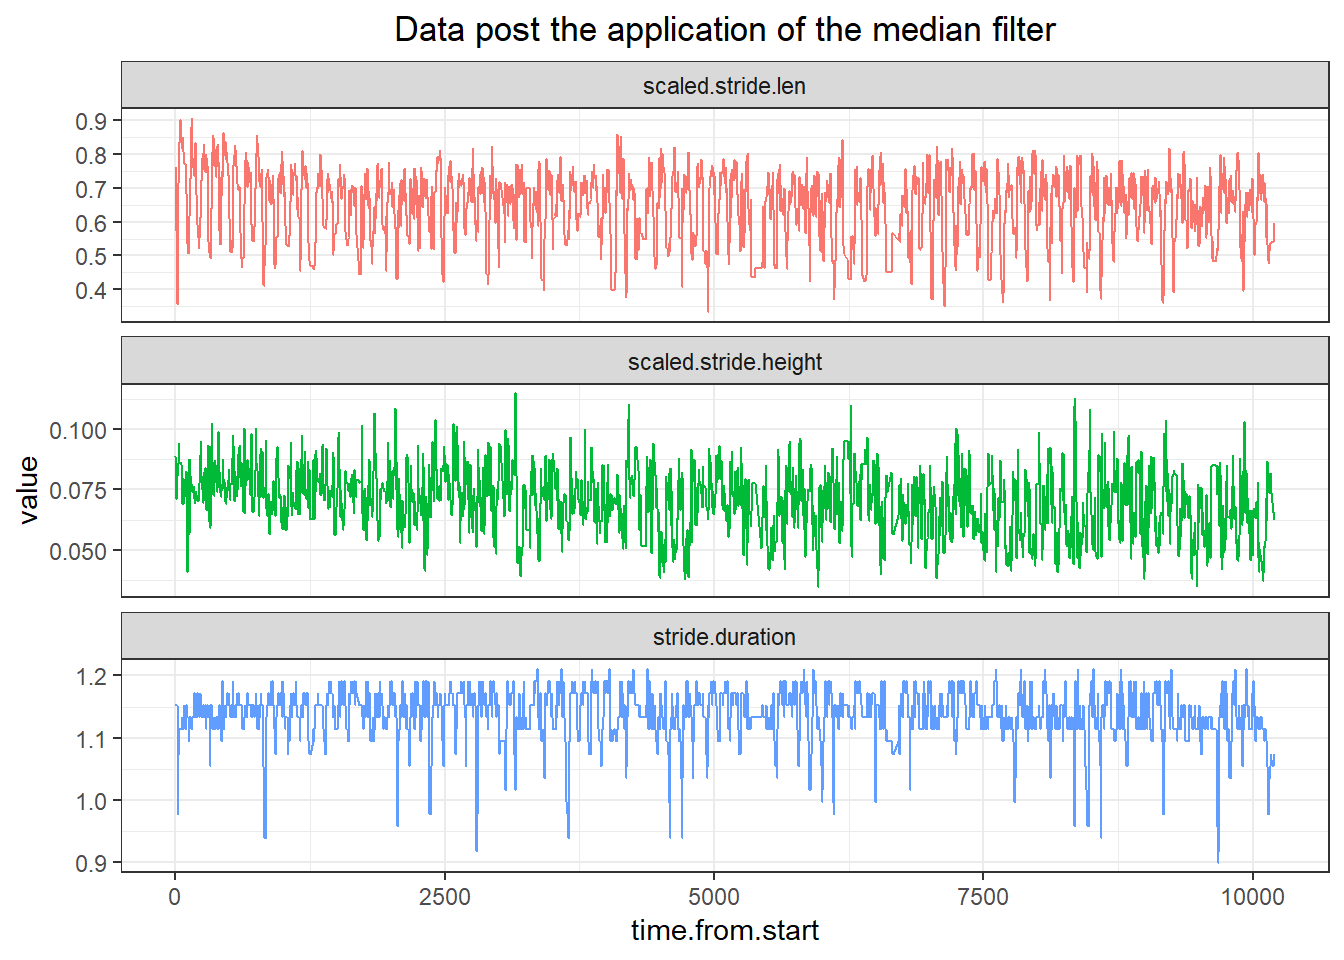 Data post the application of the median filter
scaled.stride.len
0.9
0.8
0.7
0.6
0.5
0.4
scaled.stride.height
0.100
0.075
0.050
value
stride.duration
1.2
1.1
1.0
0.9
0 2500 5000 7500 10000
time.from.start